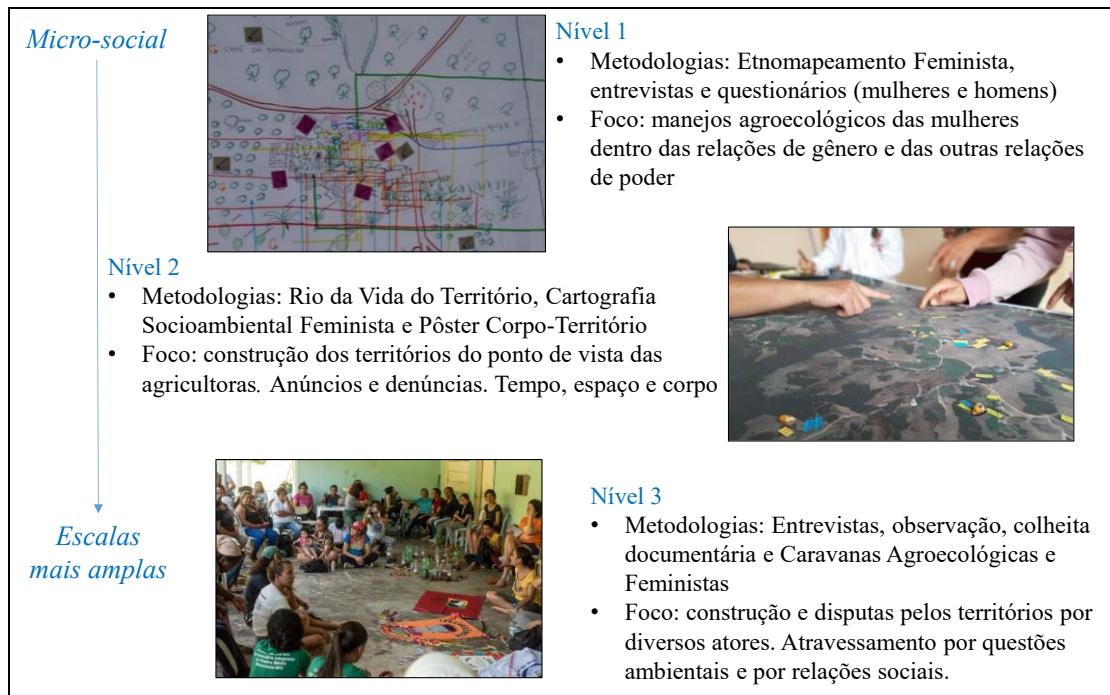 Micro-social
Nível 1
• Metodologias: Etnomapeamento Feminista,
entrevistas e questionários (mulheres e homens)
• Foco: manejos agroecológicos das mulheres
dentro das relações de gênero e das outras relações
de poder
Nível 2
• Metodologias: Rio da Vida do Território, Cartografia
Socioambiental Feminista e Pôster Corpo-Território
• Foco: construção dos territórios do ponto de vista das
agricultoras. Anúncios e denúncias. Tempo, espaço e corpo
Escalas
mais amplas
Nível 3
• Metodologias: Entrevistas, observação, colheita
documentária e Caravanas Agroecológicas e
Feministas
• Foco: construção e disputas pelos territórios por
diversos atores. Atravessamento por questões
ambientais e por relações sociais.